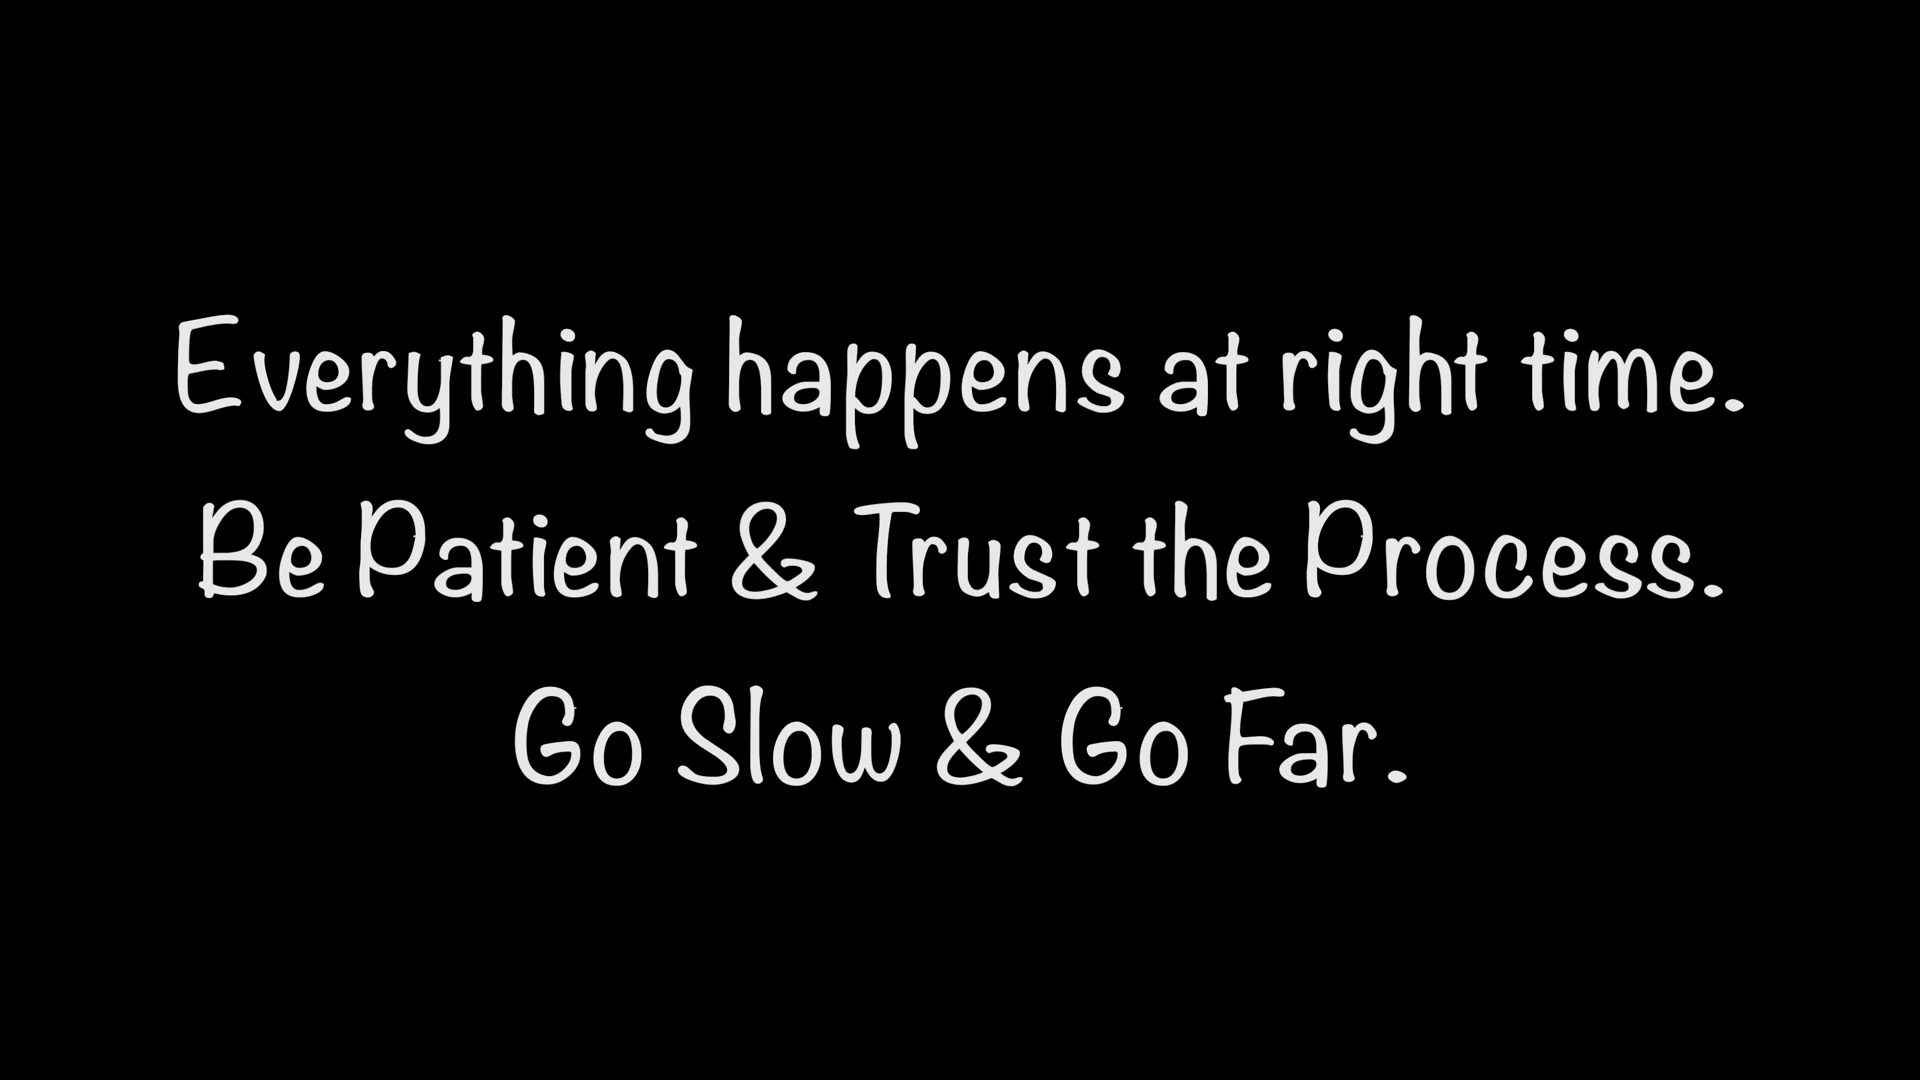 Everything happens at right time.
Be Patient & Trust the Process.
Go Slow & Go Far.